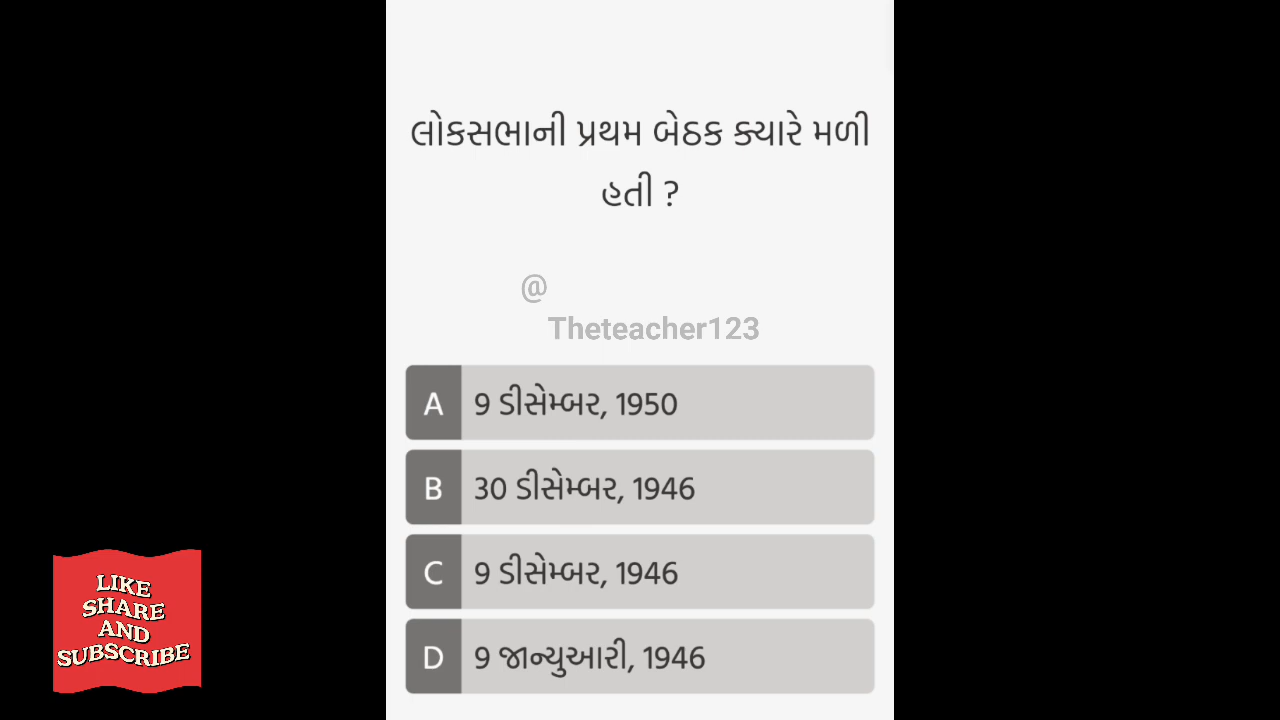 લોકસભાની પ્રથમ બેઠક ક્યારે મળી
હતી ?
@
Theteacher123
A 9 ડીસેમ્બર, 1950
B 30 ડીસેમ્બર, 1946
C 9 ડીસેમ્બર, 1946
D 9 જાન્યુઆરી, 1946
LIKE
SHARE
AND
SUBSCRIBE